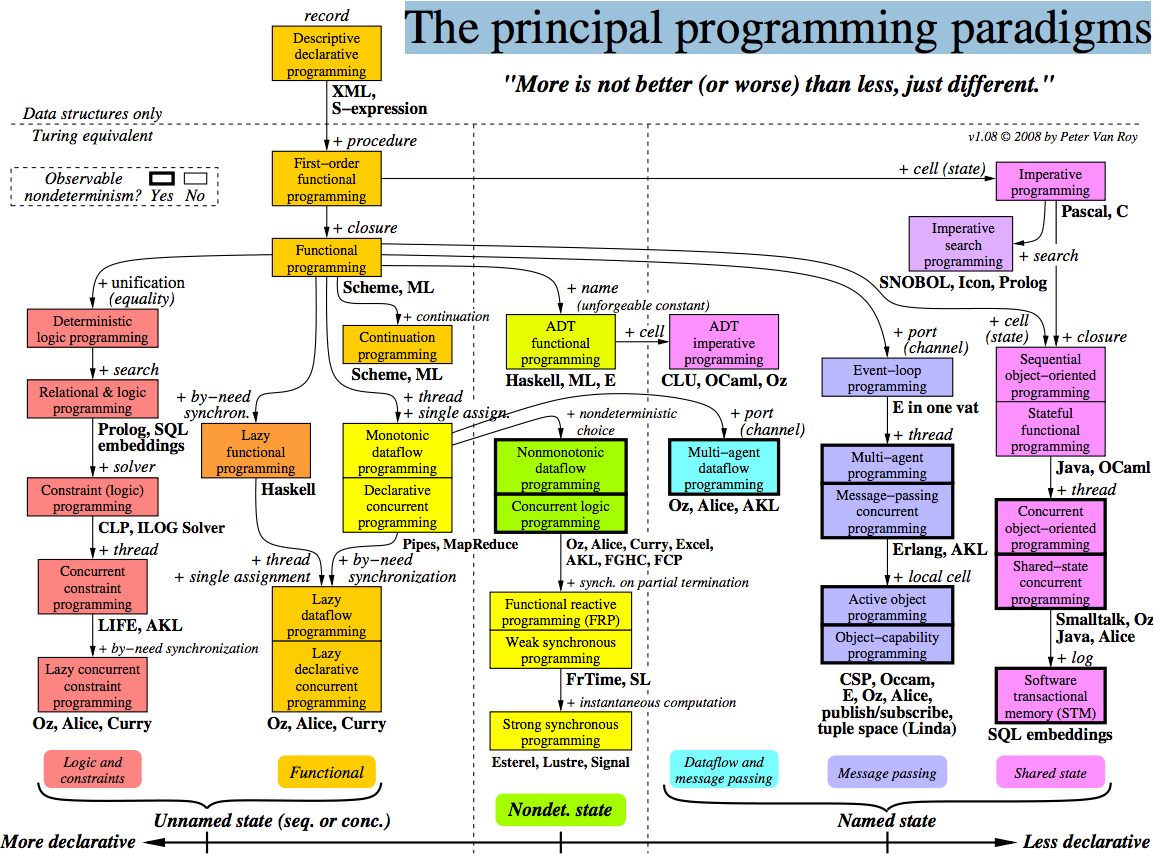 The principal programming paradigms
"More is not better (or worse) than less, just different."
v1.08 © 2008 by Peter Van Roy
record
Descriptive
declarative
programming
XML,
S−expression
Data structures only
Turing equivalent
Observable
nondeterminism?
Yes
No
+ procedure
First−order
functional
programming
+ cell (state)
Imperative
programming
Pascal, C
Imperative
search
programming
+ search
SNOBOL, Icon, Prolog
+ closure
Functional
programming
Scheme, ML
+ unification
(equality)
Deterministic
logic programming
+ search
Relational & logic
programming
Prolog, SQL
embeddings
+ solver
Constraint (logic)
programming
CLP, ILOG Solver
+ thread
Concurrent
constraint
programming
LIFE, AKL
+ by−need synchronization
Lazy concurrent
constraint
programming
Oz, Alice, Curry
+ continuation
Continuation
programming
Scheme, ML
+ by−need
synchron.
Lazy
functional
programming
Haskell
+ thread
+ single assign.
Monotonic
dataflow
programming
Declarative
concurrent
programming
Pipes, MapReduce
+ thread
+ single assignment
+ by−need
synchronization
Lazy
dataflow
programming
Lazy
declarative
concurrent
programming
Oz, Alice, Curry
+ name
(unforgeable constant)
ADT
functional
programming
Haskell, ML, E
+ cell
ADT
imperative
programming
CLU, OCaml, Oz
+ nondeterministic
choice
Nonmonotonic
dataflow
programming
Concurrent logic
programming
Oz, Alice, Curry, Excel,
AKL, FGHC, FCP
+ synch. on partial termination
Functional reactive
programming (FRP)
Weak synchronous
programming
FrTime, SL
+ instantaneous computation
Strong synchronous
programming
Esterel, Lustre, Signal
+ port
(channel)
Multi−agent
dataflow
programming
Oz, Alice, AKL
+ port
(channel)
Event−loop
programming
E in one vat
+ thread
Multi−agent
programming
Message−passing
concurrent
programming
Erlang, AKL
+ local cell
Active object
programming
Object−capability
programming
CSP, Occam,
E, Oz, Alice,
publish/subscribe,
tuple space (Linda)
+ cell
(state)
+ closure
Sequential
object−oriented
programming
Stateful
functional
programming
Java, OCaml
+ thread
Concurrent
object−oriented
programming
Shared−state
concurrent
programming
Smalltalk, Oz
Java, Alice
+ log
Software
transactional
memory (STM)
SQL embeddings
Logic and
constraints
Functional
Nondet. state
Dataflow and
message passing
Message passing
Shared state
Unnamed state (seq. or conc.)
Named state
More declarative
Less declarative